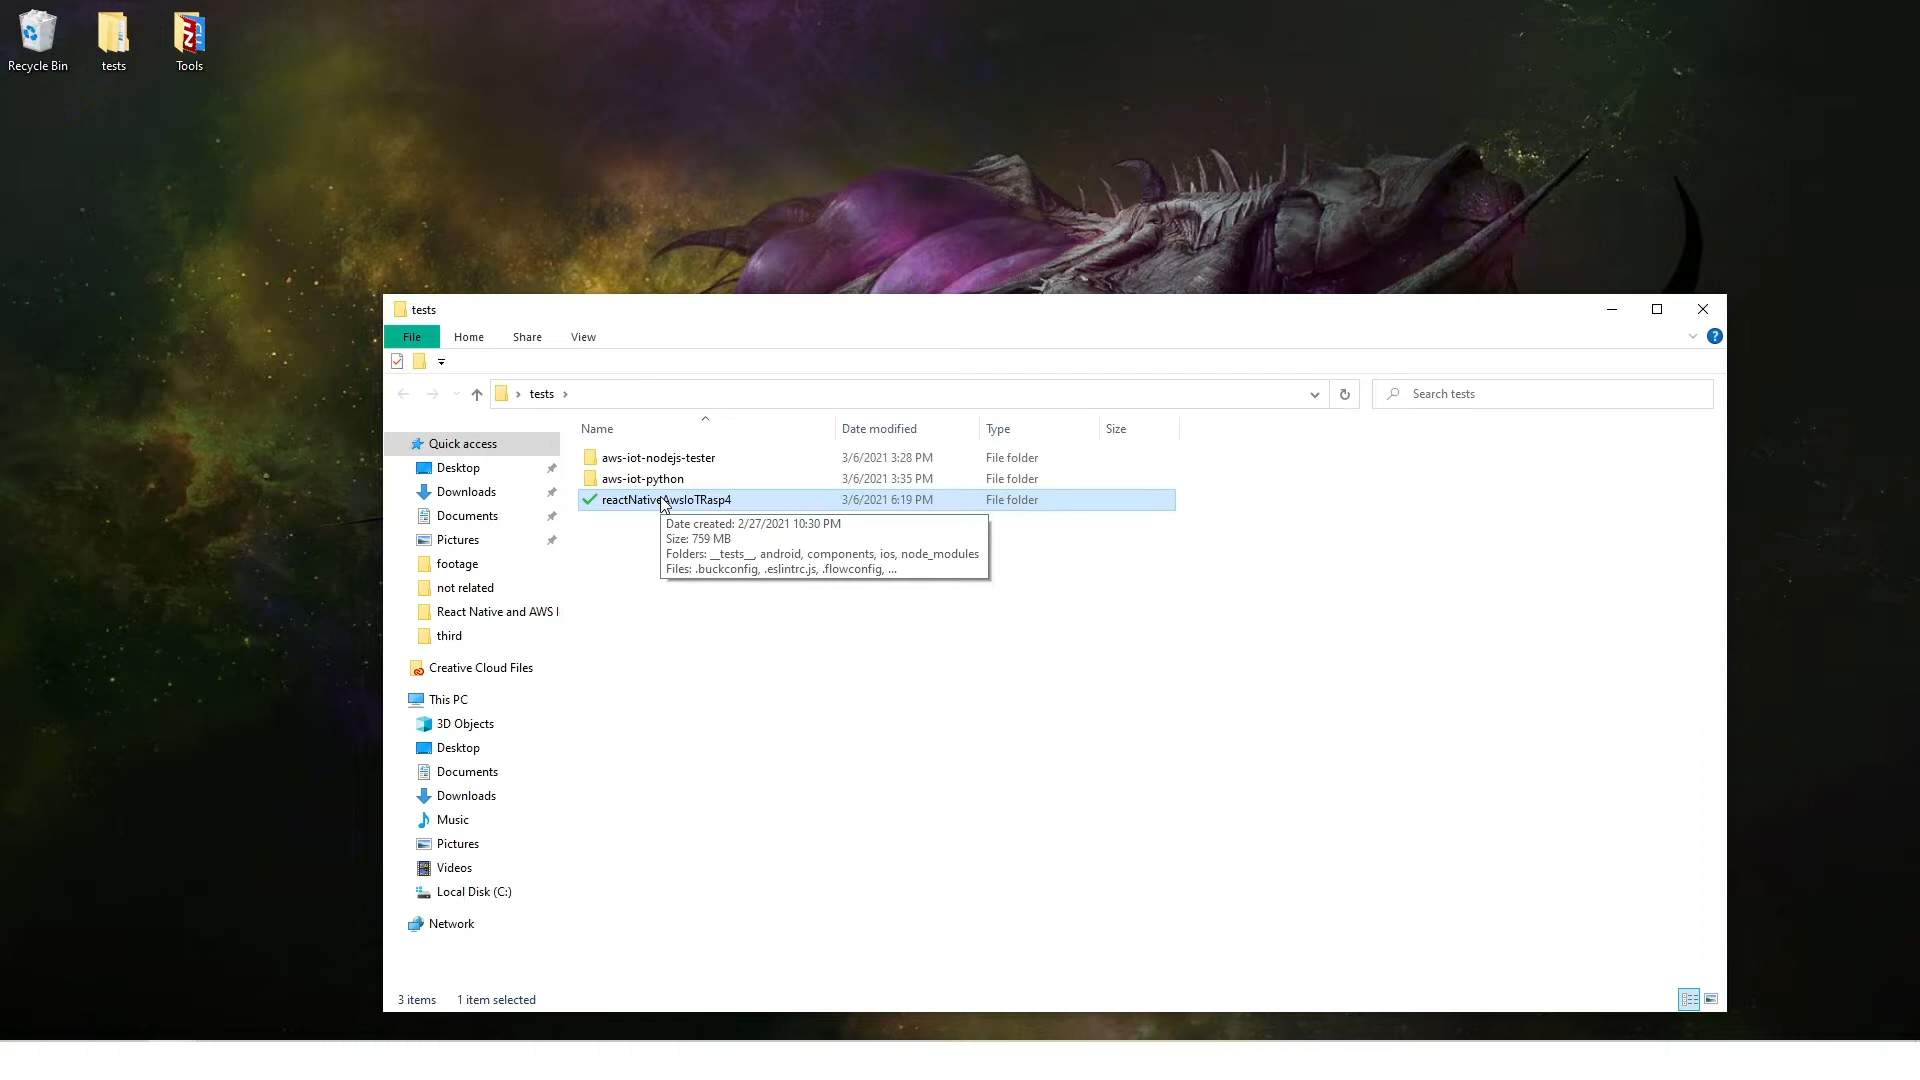 Recycle Bin
tests
Tools
tests
File Home Share View
tests
Search tests
Name Date modified Type Size
aws-iot-nodejs-tester 3/6/2021 3:28 PM File folder
aws-iot-python 3/6/2021 3:35 PM File folder
reactNativeAwsIoTRasp4 3/6/2021 6:19 PM File folder
Date created: 2/27/2021 10:30 PM
Size: 759 MB
Folders: __tests__, android, components, ios, node_modules
Files: .buckconfig, .eslintrc.js, .flowconfig, ...
Quick access
Desktop
Downloads
Documents
Pictures
footage
not related
React Native and AWS I
third
Creative Cloud Files
This PC
3D Objects
Desktop
Documents
Downloads
Music
Pictures
Videos
Local Disk (C:)
Network
3 items 1 item selected